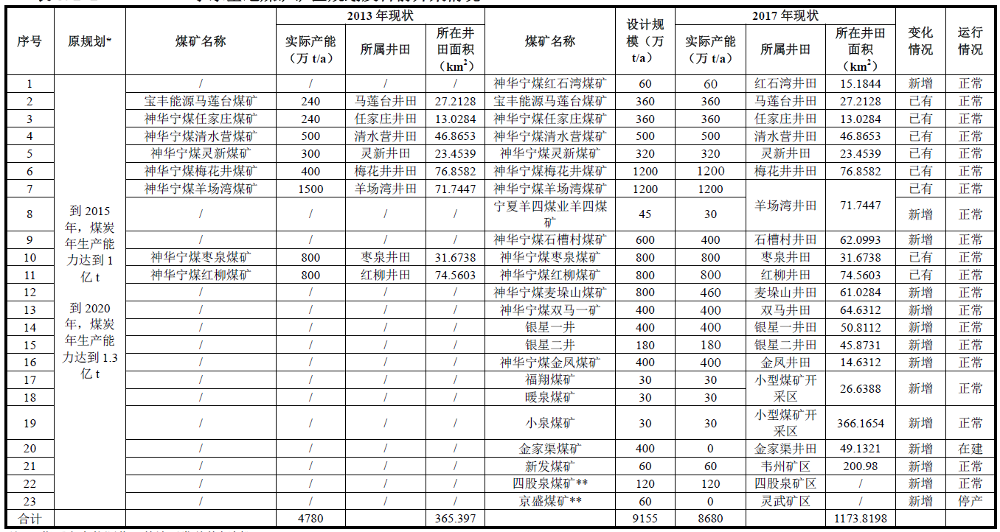 序号 原规划* 煤矿名称 2013 年现状 煤矿名称 设计规模（万 t/a） 2017 年现状 变化情况 运行情况
实际产能（万 t/a） 所属井田 所在井田面积（km2） 实际产能（万 t/a） 所属井田 所在井田面积（km2）
1 / / / / 神华宁煤红石湾煤矿 60 60 红石湾井田 15.1844 新增 正常
2 宝丰能源马莲台煤矿 240 马莲台井田 27.2128 宝丰能源马莲台煤矿 360 360 马莲台井田 27.2128 已有 正常
3 神华宁煤任家庄煤矿 240 任家庄井田 13.0284 神华宁煤任家庄煤矿 360 360 任家庄井田 13.0284 已有 正常
4 神华宁煤清水营煤矿 500 清水营井田 46.8653 神华宁煤清水营煤矿 500 500 清水营井田 46.8653 已有 正常
5 神华宁煤灵新煤矿 300 灵新井田 23.4539 神华宁煤灵新煤矿 320 320 灵新井田 23.4539 已有 正常
6 神华宁煤梅花井煤矿 400 梅花井井田 76.8582 神华宁煤梅花井煤矿 1200 1200 梅花井井田 76.8582 已有 正常
7 神华宁煤羊场湾煤矿 1500 羊场湾井田 71.7447 神华宁煤羊场湾煤矿 1200 1200 羊场湾井田 71.7447 已有 正常
8 / / / / 宁夏羊四煤业羊四煤矿 45 30 新增 正常
到 2015 年，煤炭年生产能力达到 1 亿 t
9 / / / / 神华宁煤石槽村煤矿 600 400 石槽村井田 62.0993 新增 正常
10 神华宁煤枣泉煤矿 800 枣泉井田 31.6738 神华宁煤枣泉煤矿 800 800 枣泉井田 31.6738 已有 正常
11 神华宁煤红柳煤矿 800 红柳井田 74.5603 神华宁煤红柳煤矿 800 800 红柳井田 74.5603 已有 正常
12 / / / / 神华宁煤麦垛山煤矿 800 460 麦垛山井田 61.0284 新增 正常
13 / / / / 神华宁煤双马一矿 400 400 双马井田 64.6312 新增 正常
到 2020 年，煤炭年生产能力达到 1.3 亿 t
14 / / / / 银星一井 400 400 银星一井田 50.8112 新增 正常
15 / / / / 银星二井 180 180 银星二井田 45.8731 新增 正常
16 / / / / 神华宁煤金凤煤矿 400 400 金凤井田 14.6312 新增 正常
17 / / / / 福翔煤矿 30 30 小型煤矿开采区 26.6388 新增 正常
18 / / / / 暖泉煤矿 30 30
19 / / / / 小泉煤矿 30 30 小型煤矿开采区 366.1654 新增 正常
20 / / / / 金家渠煤矿 400 0 金家渠井田 49.1321 新增 在建
21 / / / / 新发煤矿 60 60 韦州矿区 200.98 新增 正常
22 / / / / 四股泉煤矿** 120 120 四股泉矿区 / 新增 正常
23 / / / / 京盛煤矿** 60 0 灵武矿区 / 新增 停产
合计 4780 365.397 9155 8680 1173.8198